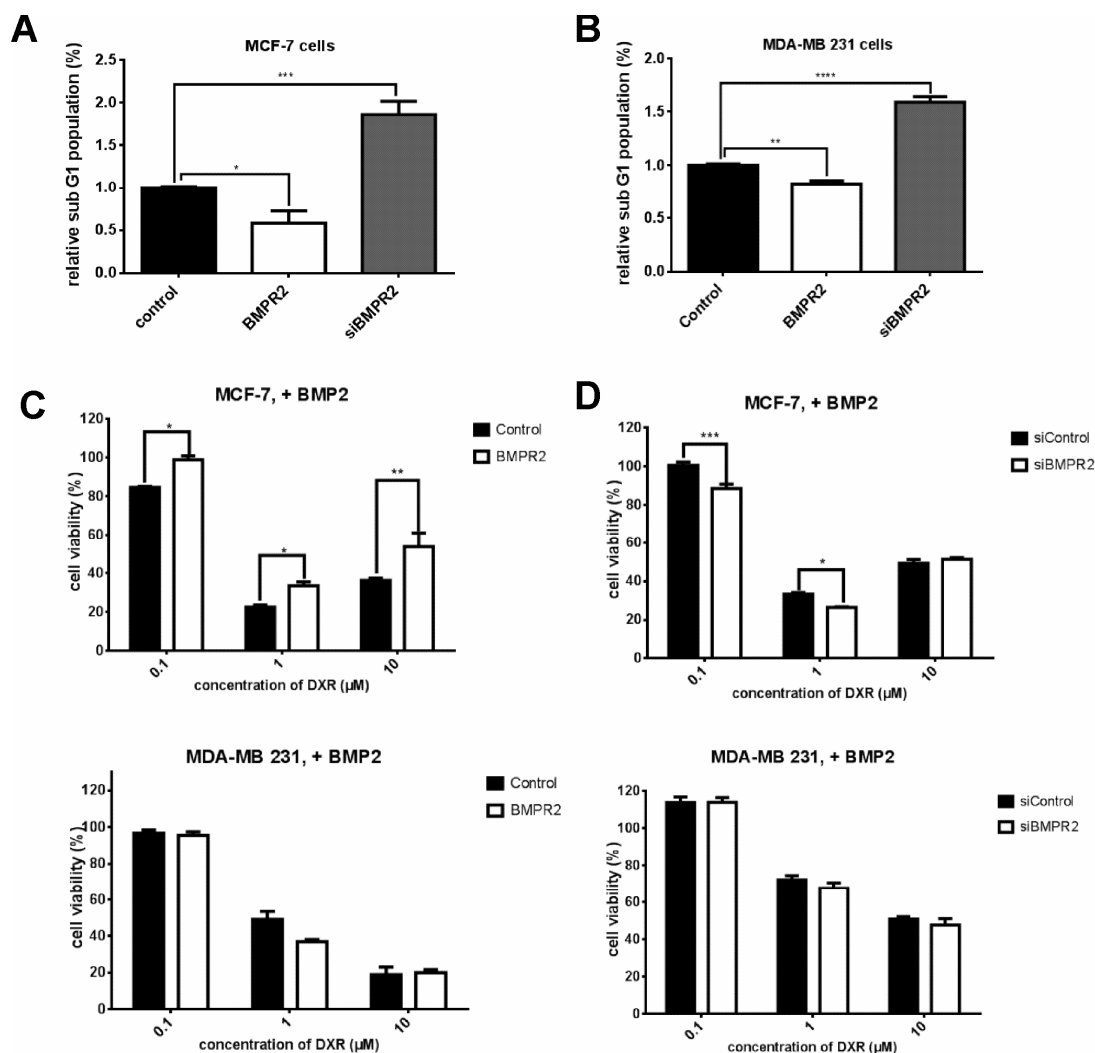 A
MCF-7 cells
relative sub G1 population (%)
2.5
2.0
1.5
1.0
0.5
0.0
***
*
control
BMPR2
siBMPR2
B
MDA-MB 231 cells
relative sub G1 population (%)
2.0
1.5
1.0
0.5
0.0
****
**
Control
BMPR2
siBMPR2
C
MCF-7, + BMP2
cell viability (%)
120
100
80
60
40
20
0
*
*
**
Control
BMPR2
0.1
1
10
concentration of DXR (µM)
D
MCF-7, + BMP2
cell viability (%)
120
100
80
60
40
20
0
***
*
siControl
siBMPR2
0.1
1
10
concentration of DXR (µM)
MDA-MB 231, + BMP2
cell viability (%)
100
80
60
40
20
0
Control
BMPR2
0.1
1
10
concentration of DXR (µM)
MDA-MB 231, + BMP2
cell viability (%)
120
100
80
60
40
20
0
siControl
siBMPR2
0.1
1
10
concentration of DXR (µM)